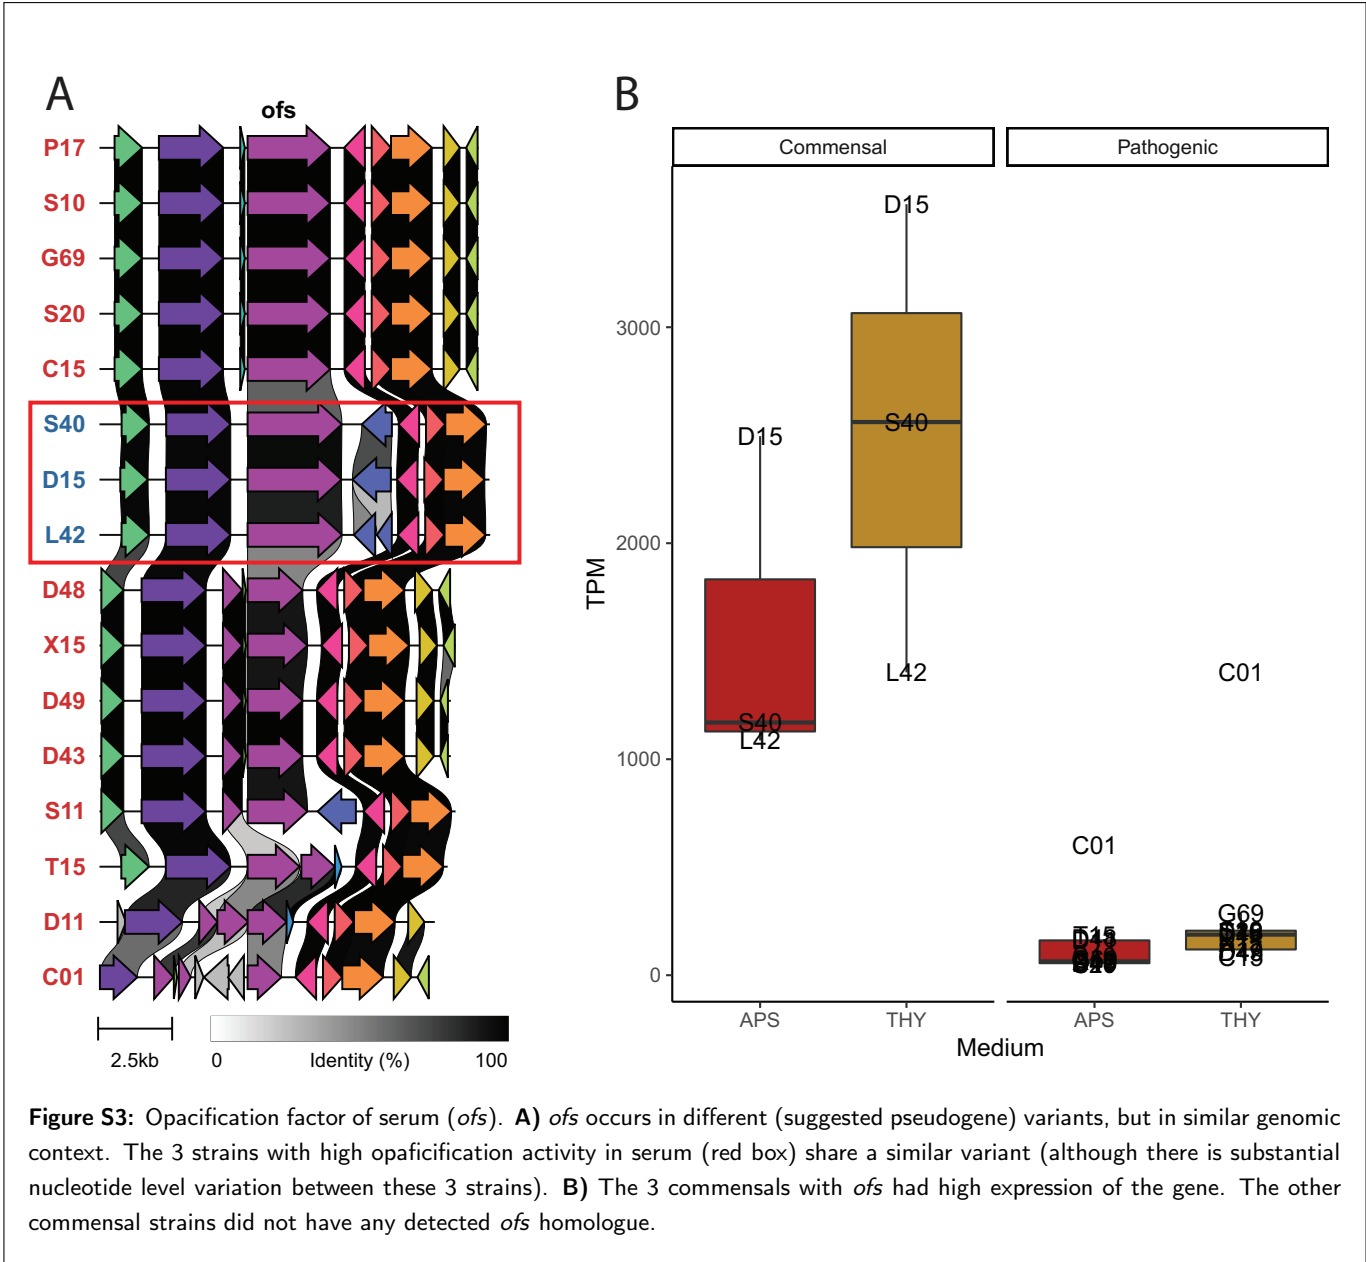 A
ofs
P17
S10
G69
S20
C15
S40
D15
L42
D48
X15
D49
D43
S11
T15
D11
C01
2.5kb
0 Identity (%) 100
B
Commensal Pathogenic
TPM
3000
2000
1000
0
D15
S40
L42
D15
S40
L42
C01
T15
C01
G69
D48
C15
APS THY APS THY
Medium
Figure S3: Opacification factor of serum (ofs). A) ofs occurs in different (suggested pseudogene) variants, but in similar genomic
context. The 3 strains with high opaficification activity in serum (red box) share a similar variant (although there is substantial
nucleotide level variation between these 3 strains). B) The 3 commensals with ofs had high expression of the gene. The other
commensal strains did not have any detected ofs homologue.